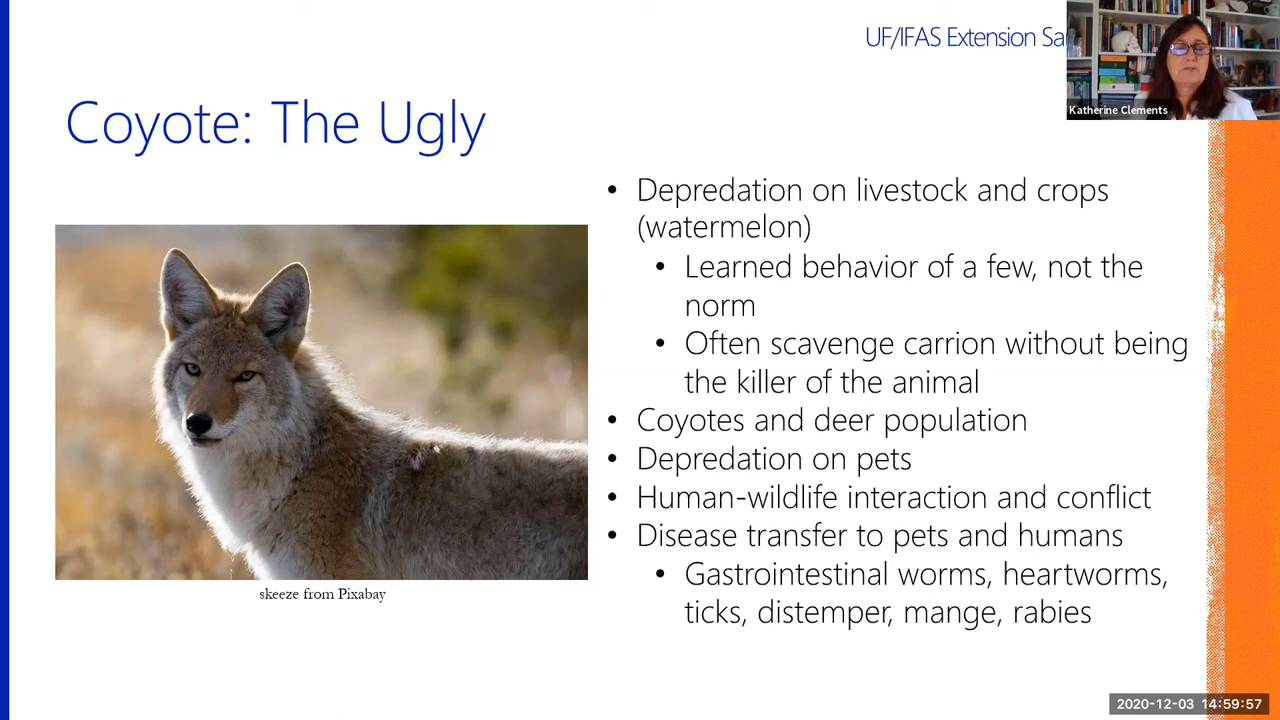 UF/IFAS Extension
Katherine Clements
Coyote: The Ugly
• Depredation on livestock and crops
(watermelon)
• Learned behavior of a few, not the
norm
• Often scavenge carrion without being
the killer of the animal
• Coyotes and deer population
• Depredation on pets
• Human-wildlife interaction and conflict
• Disease transfer to pets and humans
• Gastrointestinal worms, heartworms,
ticks, distemper, mange, rabies
skeeze from Pixabay
2020-12-03 14:59:57